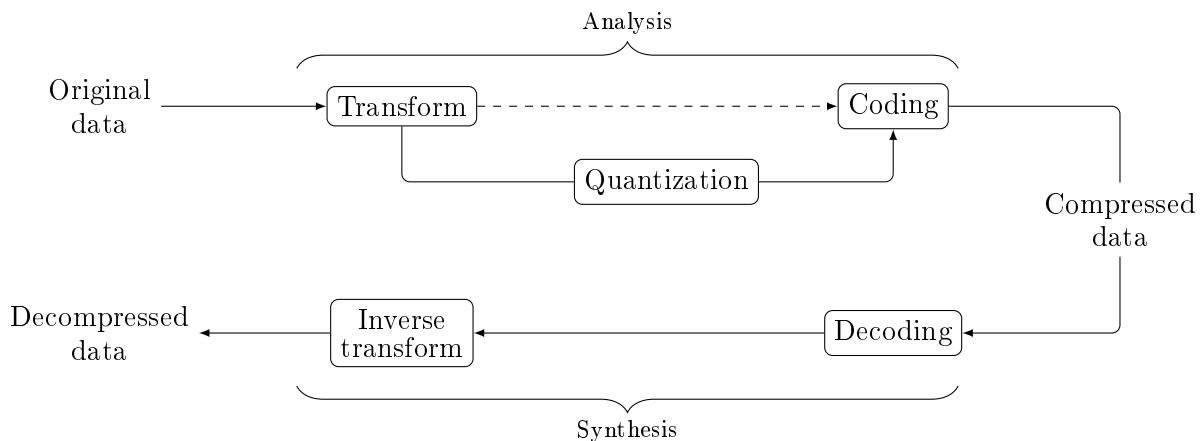 Analysis
Original
data
Transform
Coding
Quantization
Compressed
data
Decompressed
data
Inverse
transform
Decoding
Synthesis